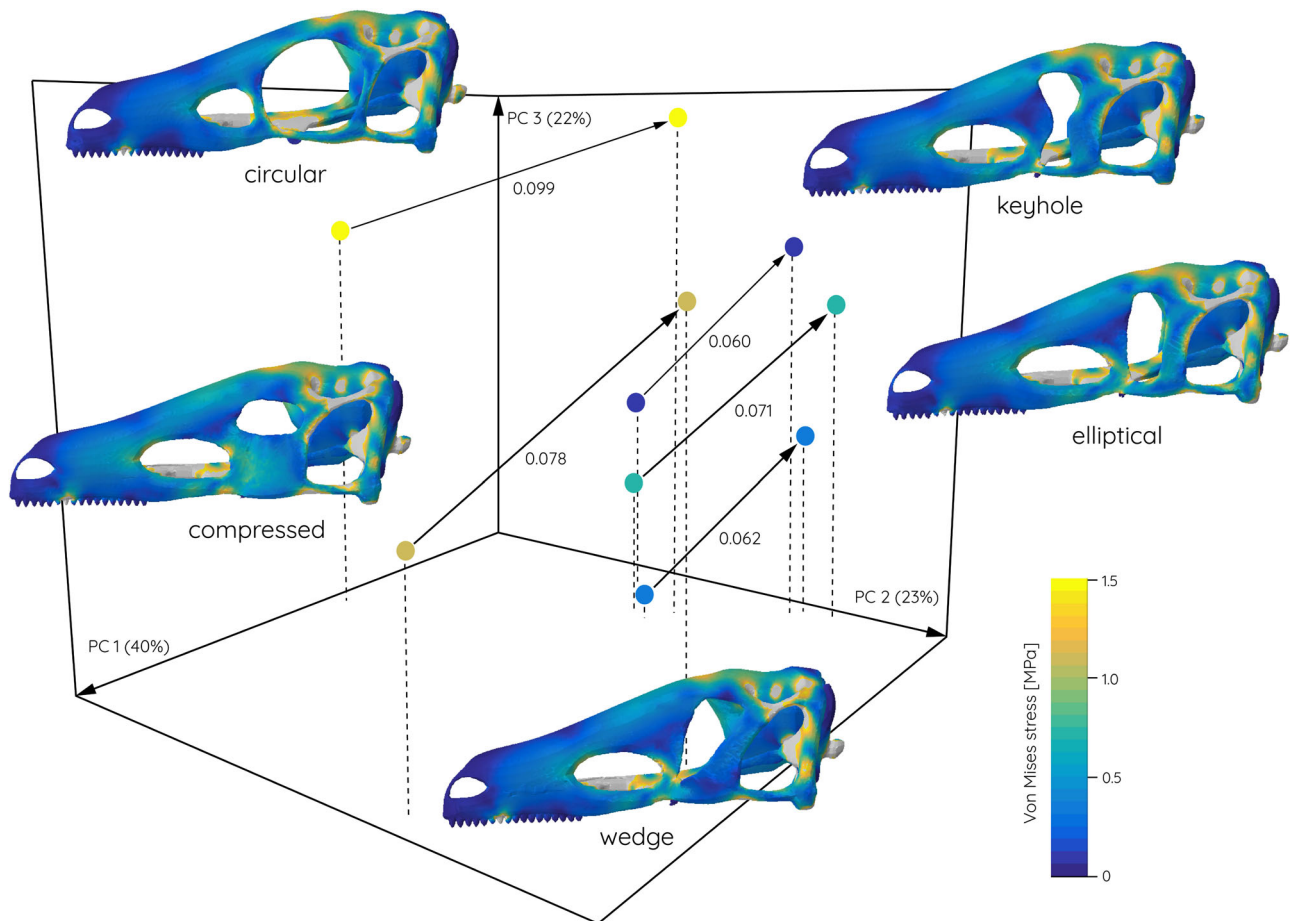 PC 3 (22%)
circular
0.099
keyhole
0.060
0.071
elliptical
0.078
compressed
0.062
PC 2 (23%)
PC 1 (40%)
Von Mises stress [MPa]
1.5
1.0
0.5
0
wedge